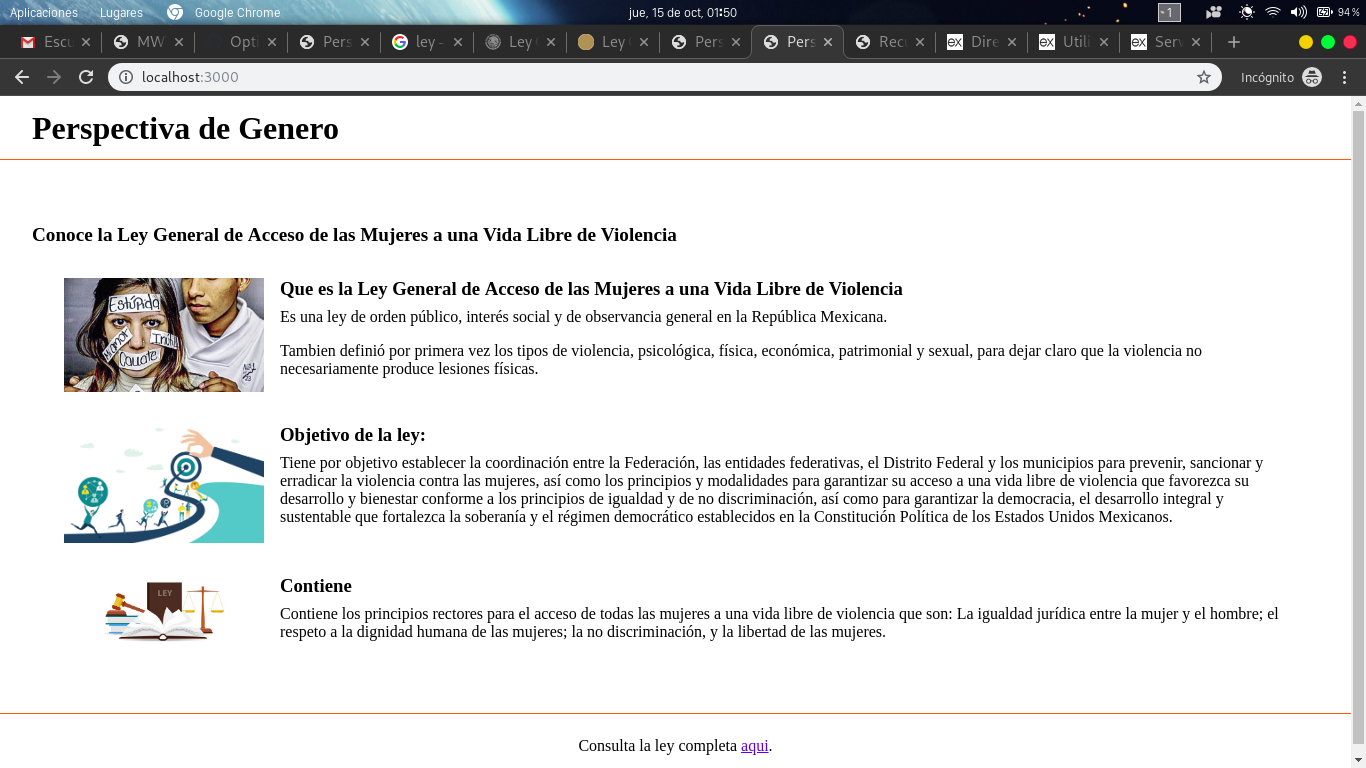 Aplicaciones Lugares Google Chrome jue, 15 de oct, 01:50 1 94 %
Escu MW Opti Pers ley - Ley Ley Pers Pers Rec Dire Utili Serv
localhost:3000 Incógnito
Perspectiva de Genero
Conoce la Ley General de Acceso de las Mujeres a una Vida Libre de Violencia
Estúpida
Inútil
Callate
Que es la Ley General de Acceso de las Mujeres a una Vida Libre de Violencia
Es una ley de orden público, interés social y de observancia general en la República Mexicana.
Tambien definió por primera vez los tipos de violencia, psicológica, física, económica, patrimonial y sexual, para dejar claro que la violencia no
necesariamente produce lesiones físicas.
Objetivo de la ley:
Tiene por objetivo establecer la coordinación entre la Federación, las entidades federativas, el Distrito Federal y los municipios para prevenir, sancionar y
erradicar la violencia contra las mujeres, así como los principios y modalidades para garantizar su acceso a una vida libre de violencia que favorezca su
desarrollo y bienestar conforme a los principios de igualdad y de no discriminación, así como para garantizar la democracia, el desarrollo integral y
sustentable que fortalezca la soberanía y el régimen democrático establecidos en la Constitución Política de los Estados Unidos Mexicanos.
LEY
Contiene
Contiene los principios rectores para el acceso de todas las mujeres a una vida libre de violencia que son: La igualdad jurídica entre la mujer y el hombre; el
respeto a la dignidad humana de las mujeres; la no discriminación, y la libertad de las mujeres.
Consulta la ley completa aqui.